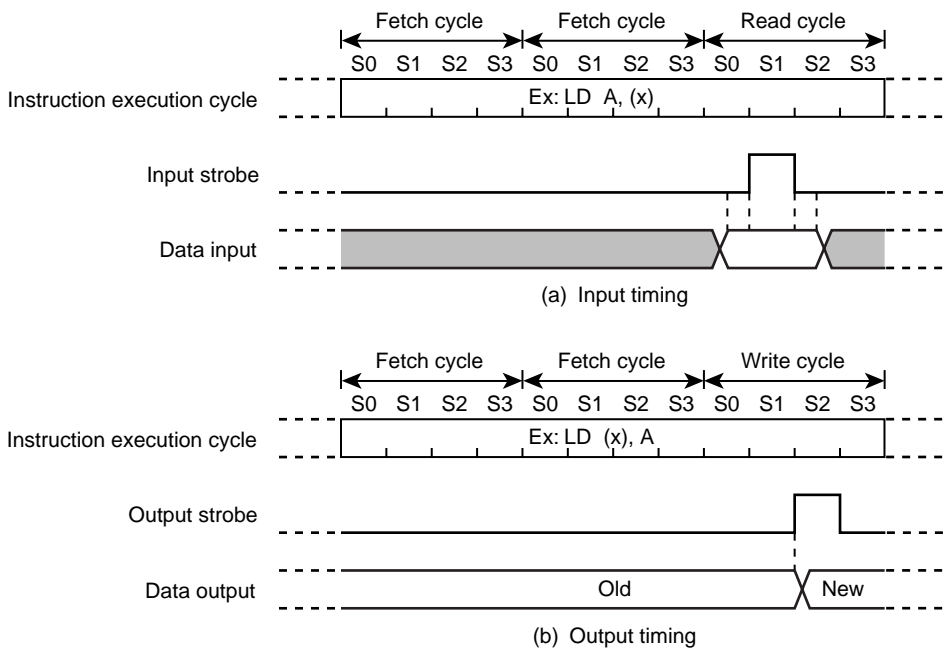 Fetch cycle Fetch cycle Read cycle
S0 S1 S2 S3 S0 S1 S2 S3 S0 S1 S2 S3
Instruction execution cycle Ex: LD A, (x)
Input strobe
Data input
(a) Input timing
Fetch cycle Fetch cycle Write cycle
S0 S1 S2 S3 S0 S1 S2 S3 S0 S1 S2 S3
Instruction execution cycle Ex: LD (x), A
Output strobe
Data output Old New
(b) Output timing